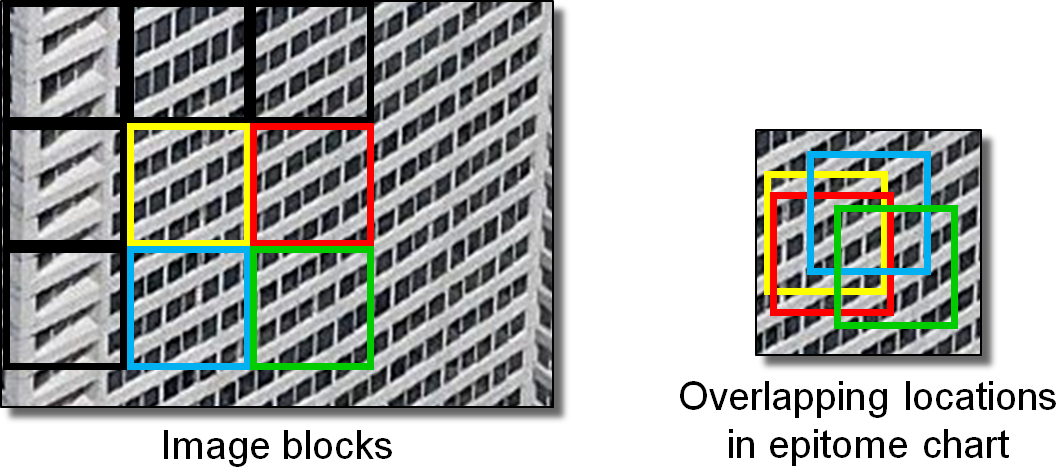 Image blocks
Overlapping locations
in epitome chart